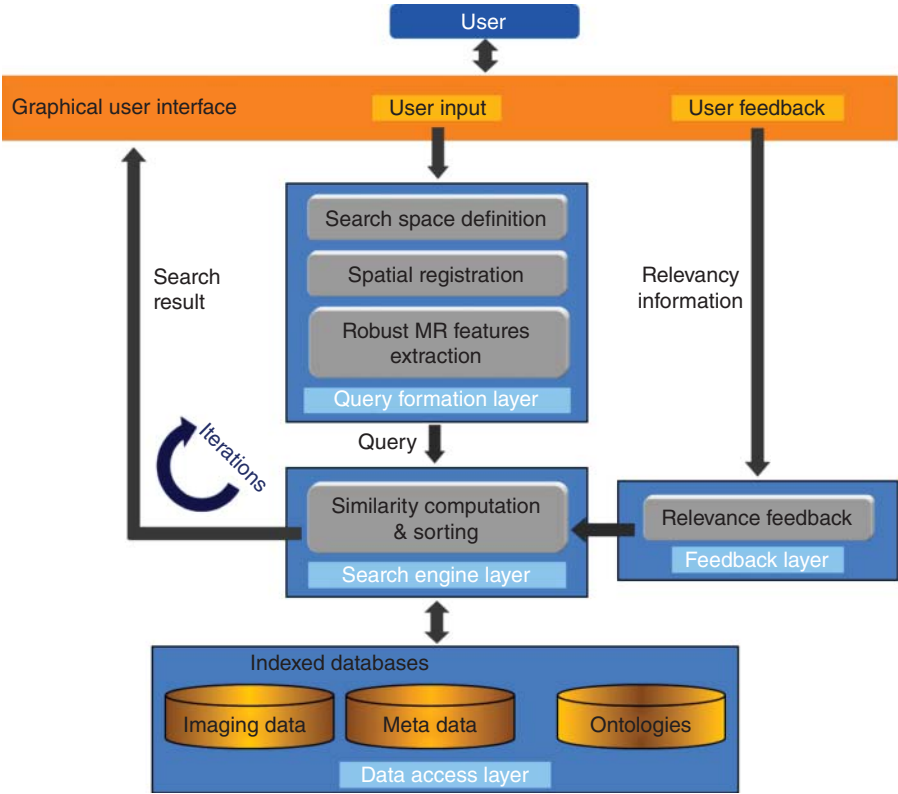 User
Graphical user interface
User input
User feedback
Search space definition
Spatial registration
Robust MR features
extraction
Query formation layer
Search
result
Relevancy
information
Iterations
Query
Similarity computation
& sorting
Search engine layer
Relevance feedback
Feedback layer
Indexed databases
Imaging data
Meta data
Ontologies
Data access layer